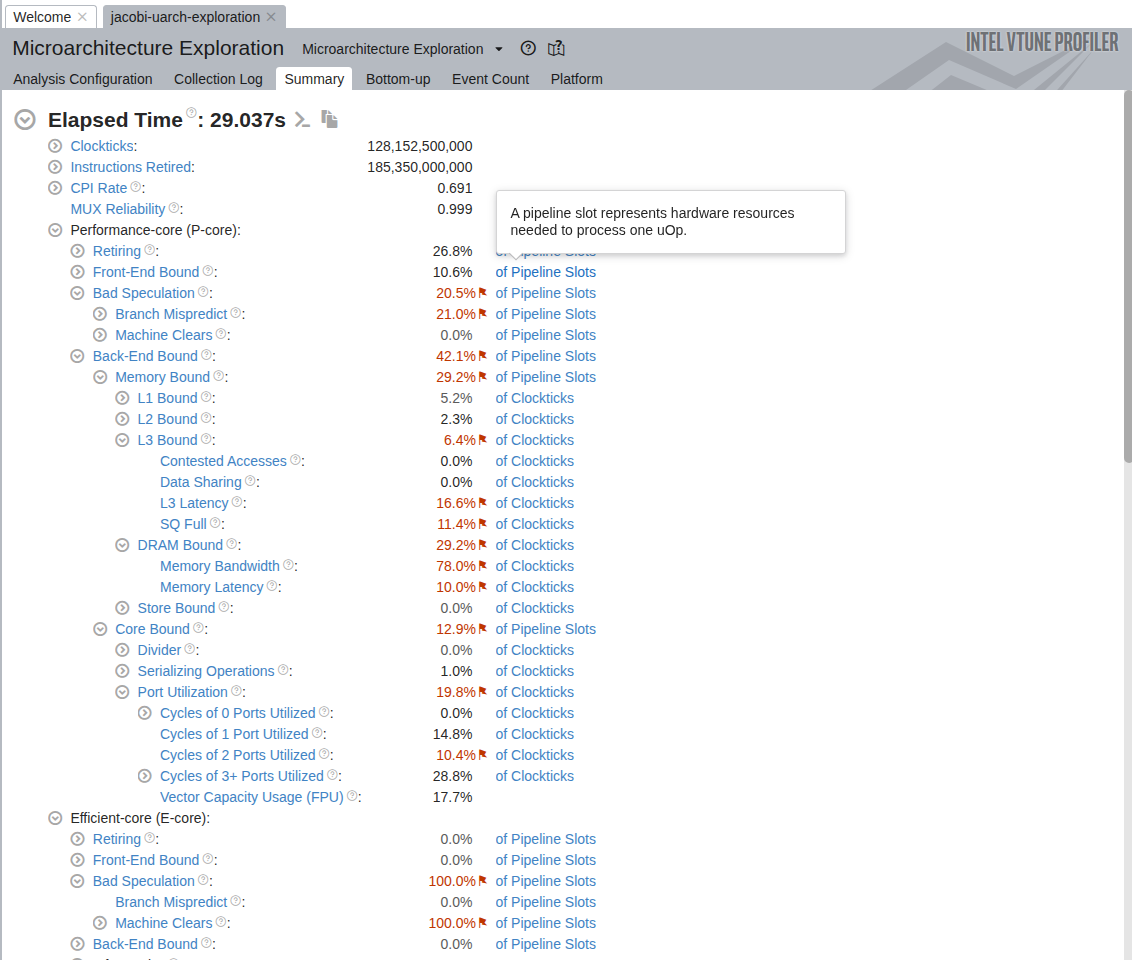 Welcome
jacobi-uarch-exploration
Microarchitecture Exploration Microarchitecture Exploration
INTEL VTUNE PROFILER
Analysis Configuration Collection Log Summary Bottom-up Event Count Platform
Elapsed Time : 29.037s
Clockticks: 128,152,500,000
Instructions Retired: 185,350,000,000
CPI Rate : 0.691
MUX Reliability : 0.999
A pipeline slot represents hardware resources
needed to process one uOp.
Performance-core (P-core):
Retiring : 26.8% of Pipeline Slots
Front-End Bound : 10.6% of Pipeline Slots
Bad Speculation : 20.5% of Pipeline Slots
Branch Mispredict : 21.0% of Pipeline Slots
Machine Clears : 0.0% of Pipeline Slots
Back-End Bound : 42.1% of Pipeline Slots
Memory Bound : 29.2% of Pipeline Slots
L1 Bound : 5.2% of Clockticks
L2 Bound : 2.3% of Clockticks
L3 Bound : 6.4% of Clockticks
Contested Accesses : 0.0% of Clockticks
Data Sharing : 0.0% of Clockticks
L3 Latency : 16.6% of Clockticks
SQ Full : 11.4% of Clockticks
DRAM Bound : 29.2% of Clockticks
Memory Bandwidth : 78.0% of Clockticks
Memory Latency : 10.0% of Clockticks
Store Bound : 0.0% of Clockticks
Core Bound : 12.9% of Pipeline Slots
Divider : 0.0% of Clockticks
Serializing Operations : 1.0% of Clockticks
Port Utilization : 19.8% of Clockticks
Cycles of 0 Ports Utilized : 0.0% of Clockticks
Cycles of 1 Port Utilized : 14.8% of Clockticks
Cycles of 2 Ports Utilized : 10.4% of Clockticks
Cycles of 3+ Ports Utilized : 28.8% of Clockticks
Vector Capacity Usage (FPU) : 17.7%
Efficient-core (E-core):
Retiring : 0.0% of Pipeline Slots
Front-End Bound : 0.0% of Pipeline Slots
Bad Speculation : 100.0% of Pipeline Slots
Branch Mispredict : 0.0% of Pipeline Slots
Machine Clears : 100.0% of Pipeline Slots
Back-End Bound : 0.0% of Pipeline Slots